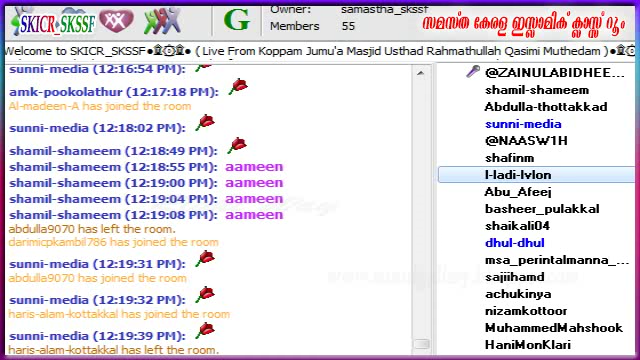 SKICR_SKSSF
Owner: samastha_skssf
Members 55
സമസ്ത കേരള ഇസ്ലാമിക് ക്ലാസ്സ് റൂം
Welcome to SKICR_SKSSF ( Live From Koppam Jumu'a Masjid Usthad Rahmathullah Qasimi Muthedam )
sunni-media (12:16:54 PM):
amk-pookolathur (12:17:18 PM):
Al-madeen-A has joined the room
sunni-media (12:18:02 PM):
shamil-shameem (12:18:49 PM):
shamil-shameem (12:18:55 PM): aameen
shamil-shameem (12:19:00 PM): aameen
shamil-shameem (12:19:04 PM): aameen
shamil-shameem (12:19:08 PM): aameen
abdulla9070 has left the room.
darimicpkambil786 has joined the room
sunni-media (12:19:31 PM):
abdulla9070 has joined the room
sunni-media (12:19:32 PM):
haris-alam-kottakkal has joined the room
sunni-media (12:19:39 PM):
haris-alam-kottakkal has left the room.
@ZAINULABIDHEE...
shamil-shameem
Abdulla-thottakkad
sunni-media
@NAASW1H
shafinm
I-ladi-lvlon
Abu_Afeej
basheer_pulakkal
shaikali04
dhul-dhul
msa_perintalmanna_...
sajiihamd
achukinya
nizamkottoor
MuhammedMahshook
HaniMonKlari